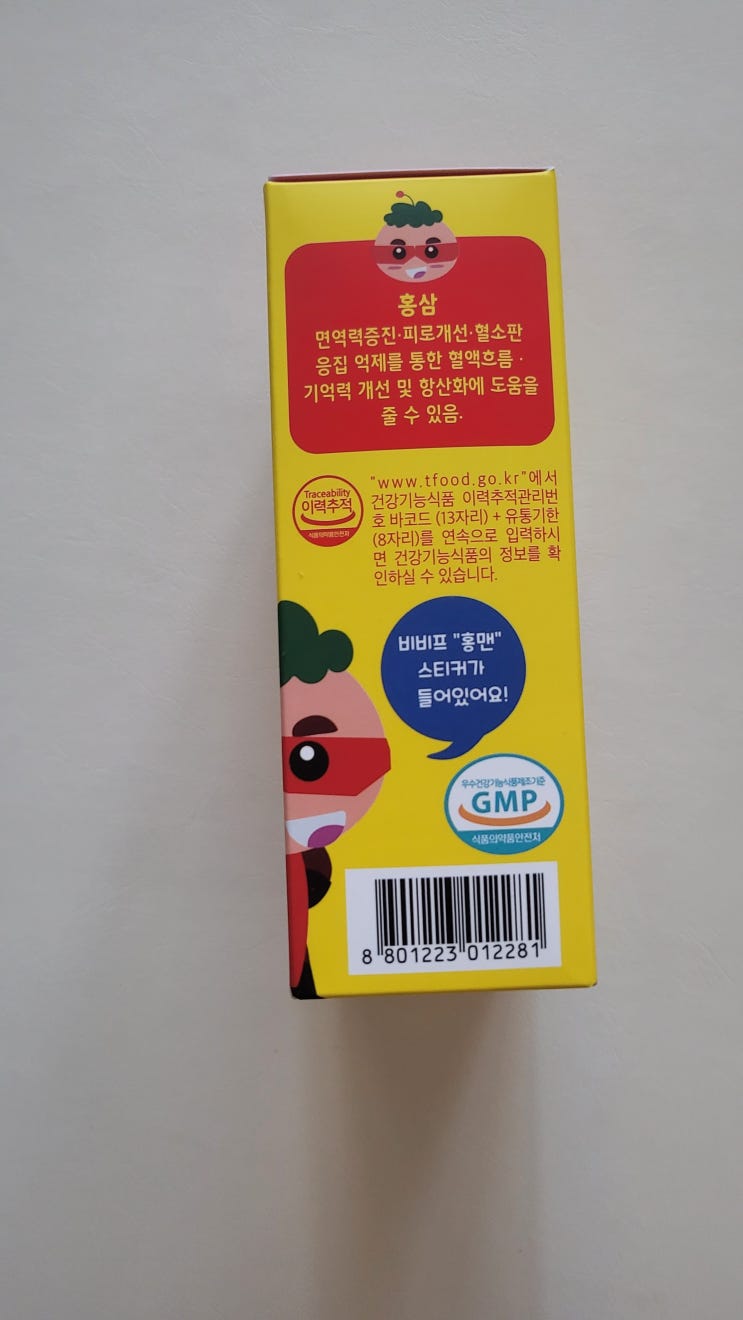 홍삼
면역력증진·피로개선·혈소판
응집 억제를 통한 혈액흐름 ·
기억력 개선 및 항산화에 도움을
줄 수 있음.
Traceability
이력추적
식품의약품안전처
"www.tfood.go.kr"에서
건강기능식품 이력추적관리번
호 바코드 (13자리) + 유통기한
(8자리)를 연속으로 입력하시
면 건강기능식품의 정보를 확
인하실 수 있습니다.
비비프 "홍맨"
스티커가
들어있어요!
우수건강기능식품제조기준
GMP
식품의약품안전처
8 801223 012281